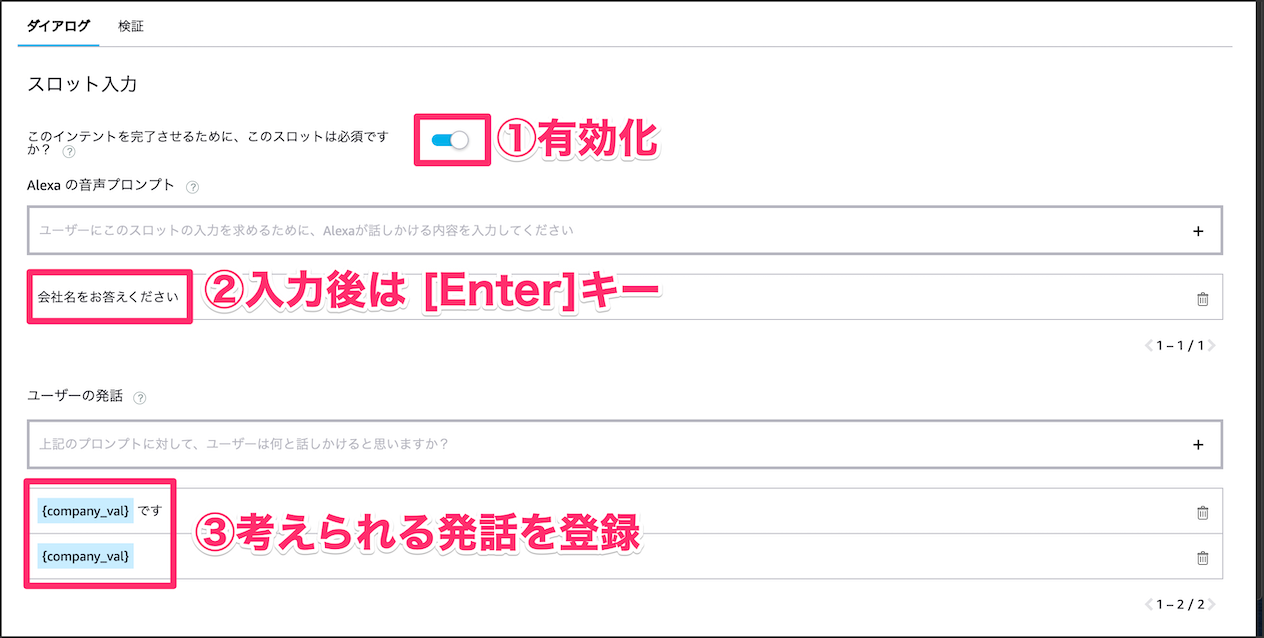 ダイアログ 検証
スロット入力
このインテントを完了させるために、このスロットは必須です
か? ?
①有効化
Alexa の音声プロンプト ?
ユーザーにこのスロットの入力を求めるために、Alexaが話しかける内容を入力してください +
会社名をお答えください
②入力後は [Enter]キー
1 – 1 / 1
ユーザーの発話 ?
上記のプロンプトに対して、ユーザーは何と話しかけると思いますか? +
{company_val} です
③考えられる発話を登録
{company_val}
1 – 2 / 2